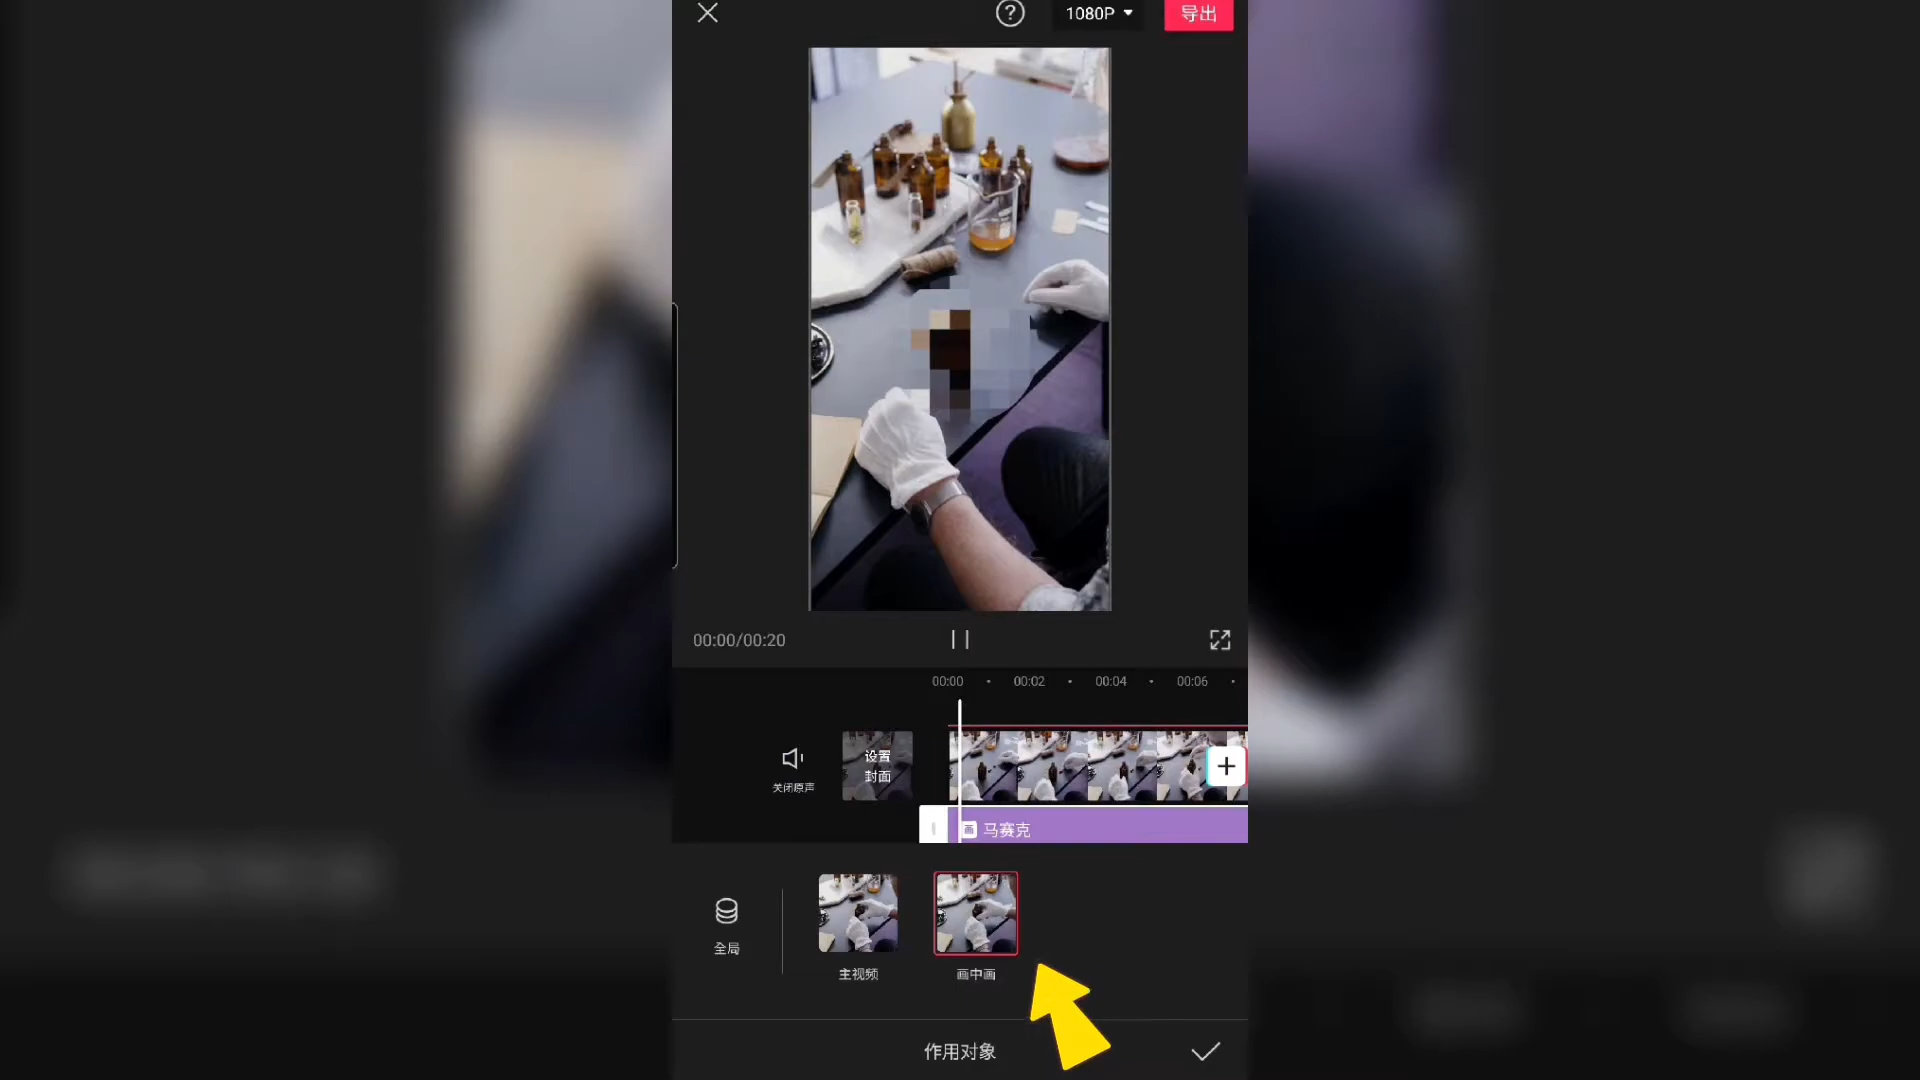 1080P
导出
00:00/00:20
00:00
00:02
00:04
00:06
关闭原声
设置
封面
画
马赛克
全局
主视频
画中画
作用对象